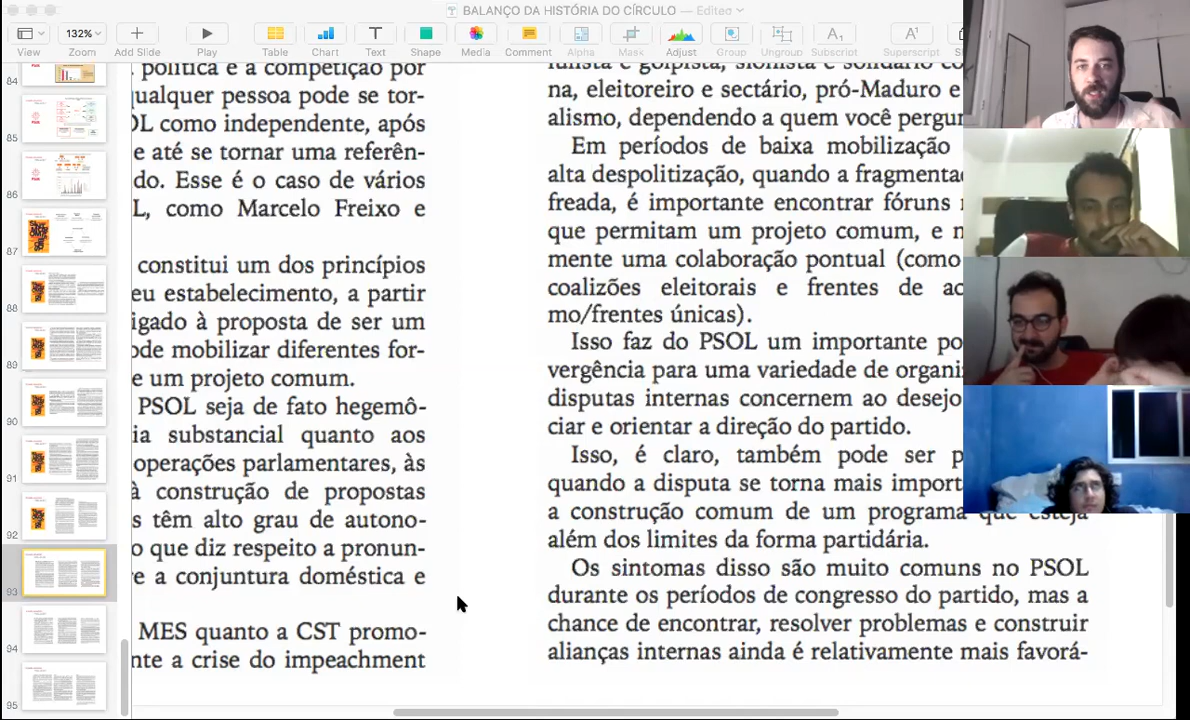 BALANÇO DA HISTÓRIA DO CÍRCULO — Edited
132%
View
Zoom
Add Slide
Play
Table
Chart
Text
Shape
Media
Comment
Alpha
Mask
Adjust
Group
Ungroup
Subscript
Superscript
84
85
86
87
88
89
90
91
92
93
94
95
política e a competição por
qualquer pessoa pode se tor-
OL como independente, após
e até se tornar uma referên-
do. Esse é o caso de vários
L, como Marcelo Freixo e
constitui um dos princípios
eu estabelecimento, a partir
igado à proposta de ser um
ode mobilizar diferentes for-
e um projeto comum.
PSOL seja de fato hegemô-
ia substancial quanto aos
operações parlamentares, às
à construção de propostas
s têm alto grau de autono-
o que diz respeito a pronun-
re a conjuntura doméstica e
MES quanto a CST promo-
nte a crise do impeachment
e golpista, sionista e solidário co
na, eleitoreiro e sectário, pró-Maduro e
alismo, dependendo a quem você pergun
Em períodos de baixa mobilização
alta despolitização, quando a fragmenta
freada, é importante encontrar fóruns
que permitam um projeto comum, e n
mente uma colaboração pontual (como
coalizões eleitorais e frentes de ac
mo/frentes únicas).
Isso faz do PSOL um importante po
vergência para uma variedade de organi
disputas internas concernem ao desejo
ciar e orientar a direção do partido.
Isso, é claro, também pode ser p
quando a disputa se torna mais import
a construção comum de um programa que esteja
além dos limites da forma partidária.
Os sintomas disso são muito comuns no PSOL
durante os períodos de congresso do partido, mas a
chance de encontrar, resolver problemas e construir
alianças internas ainda é relativamente mais favorá-